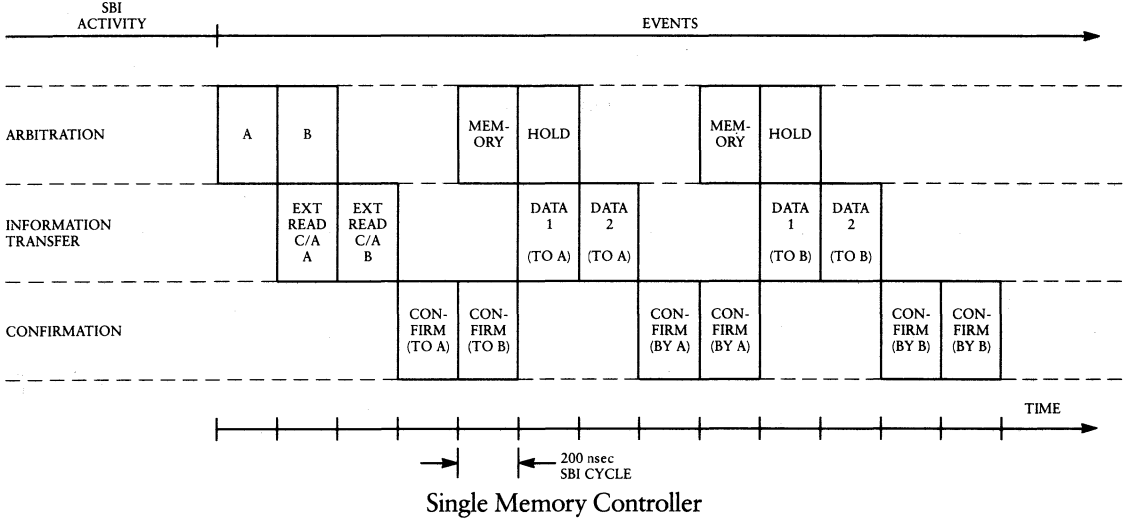 SBI
ACTIVITY
EVENTS
ARBITRATION
A
B
MEM-
ORY
HOLD
MEM-
ORY
HOLD
INFORMATION
TRANSFER
EXT
READ
C/A
A
EXT
READ
C/A
B
DATA
1
(TO A)
DATA
2
(TO A)
DATA
1
(TO B)
DATA
2
(TO B)
CONFIRMATION
CON-
FIRM
(TO A)
CON-
FIRM
(TO B)
CON-
FIRM
(BY A)
CON-
FIRM
(BY A)
CON-
FIRM
(BY B)
CON-
FIRM
(BY B)
TIME
200 nsec
SBI CYCLE
Single Memory Controller